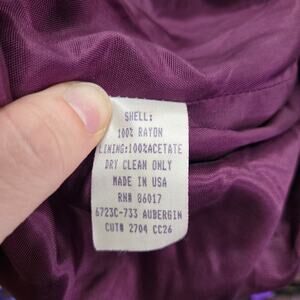 SHELL:
100% RAYON
LINING:100%ACETATE
DRY CLEAN ONLY
MADE IN USA
RN# 86017
6723C-733 AUBERGIN
CUT# 2704 CC26